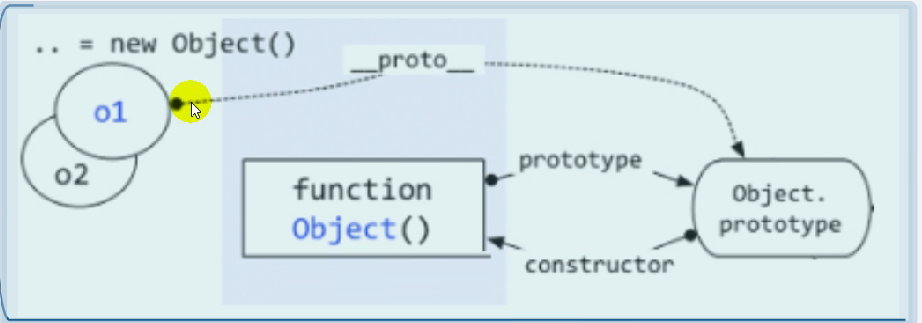 .. = new Object()
__proto__
o1
o2
function
Object()
prototype
constructor
Object.
prototype